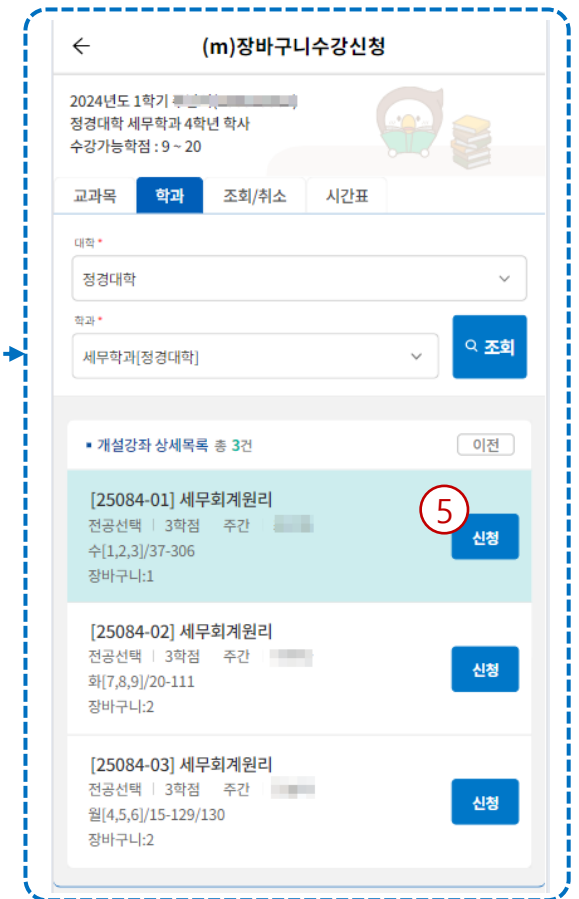 (m)장바구니수강신청
2024년도 1학기
정경대학 세무학과 4학년 학사
수강가능학점 : 9 ~ 20
교과목 학과 조회/취소 시간표
대학 *
정경대학
학과 *
세무학과[정경대학]
조회
개설강좌 상세목록 총 3건 이전
[25084-01] 세무회계원리
전공선택 3학점 주간
수[1,2,3]/37-306
장바구니:1
5
신청
[25084-02] 세무회계원리
전공선택 3학점 주간
화[7,8,9]/20-111
장바구니:2
신청
[25084-03] 세무회계원리
전공선택 3학점 주간
월[4,5,6]/15-129/130
장바구니:2
신청